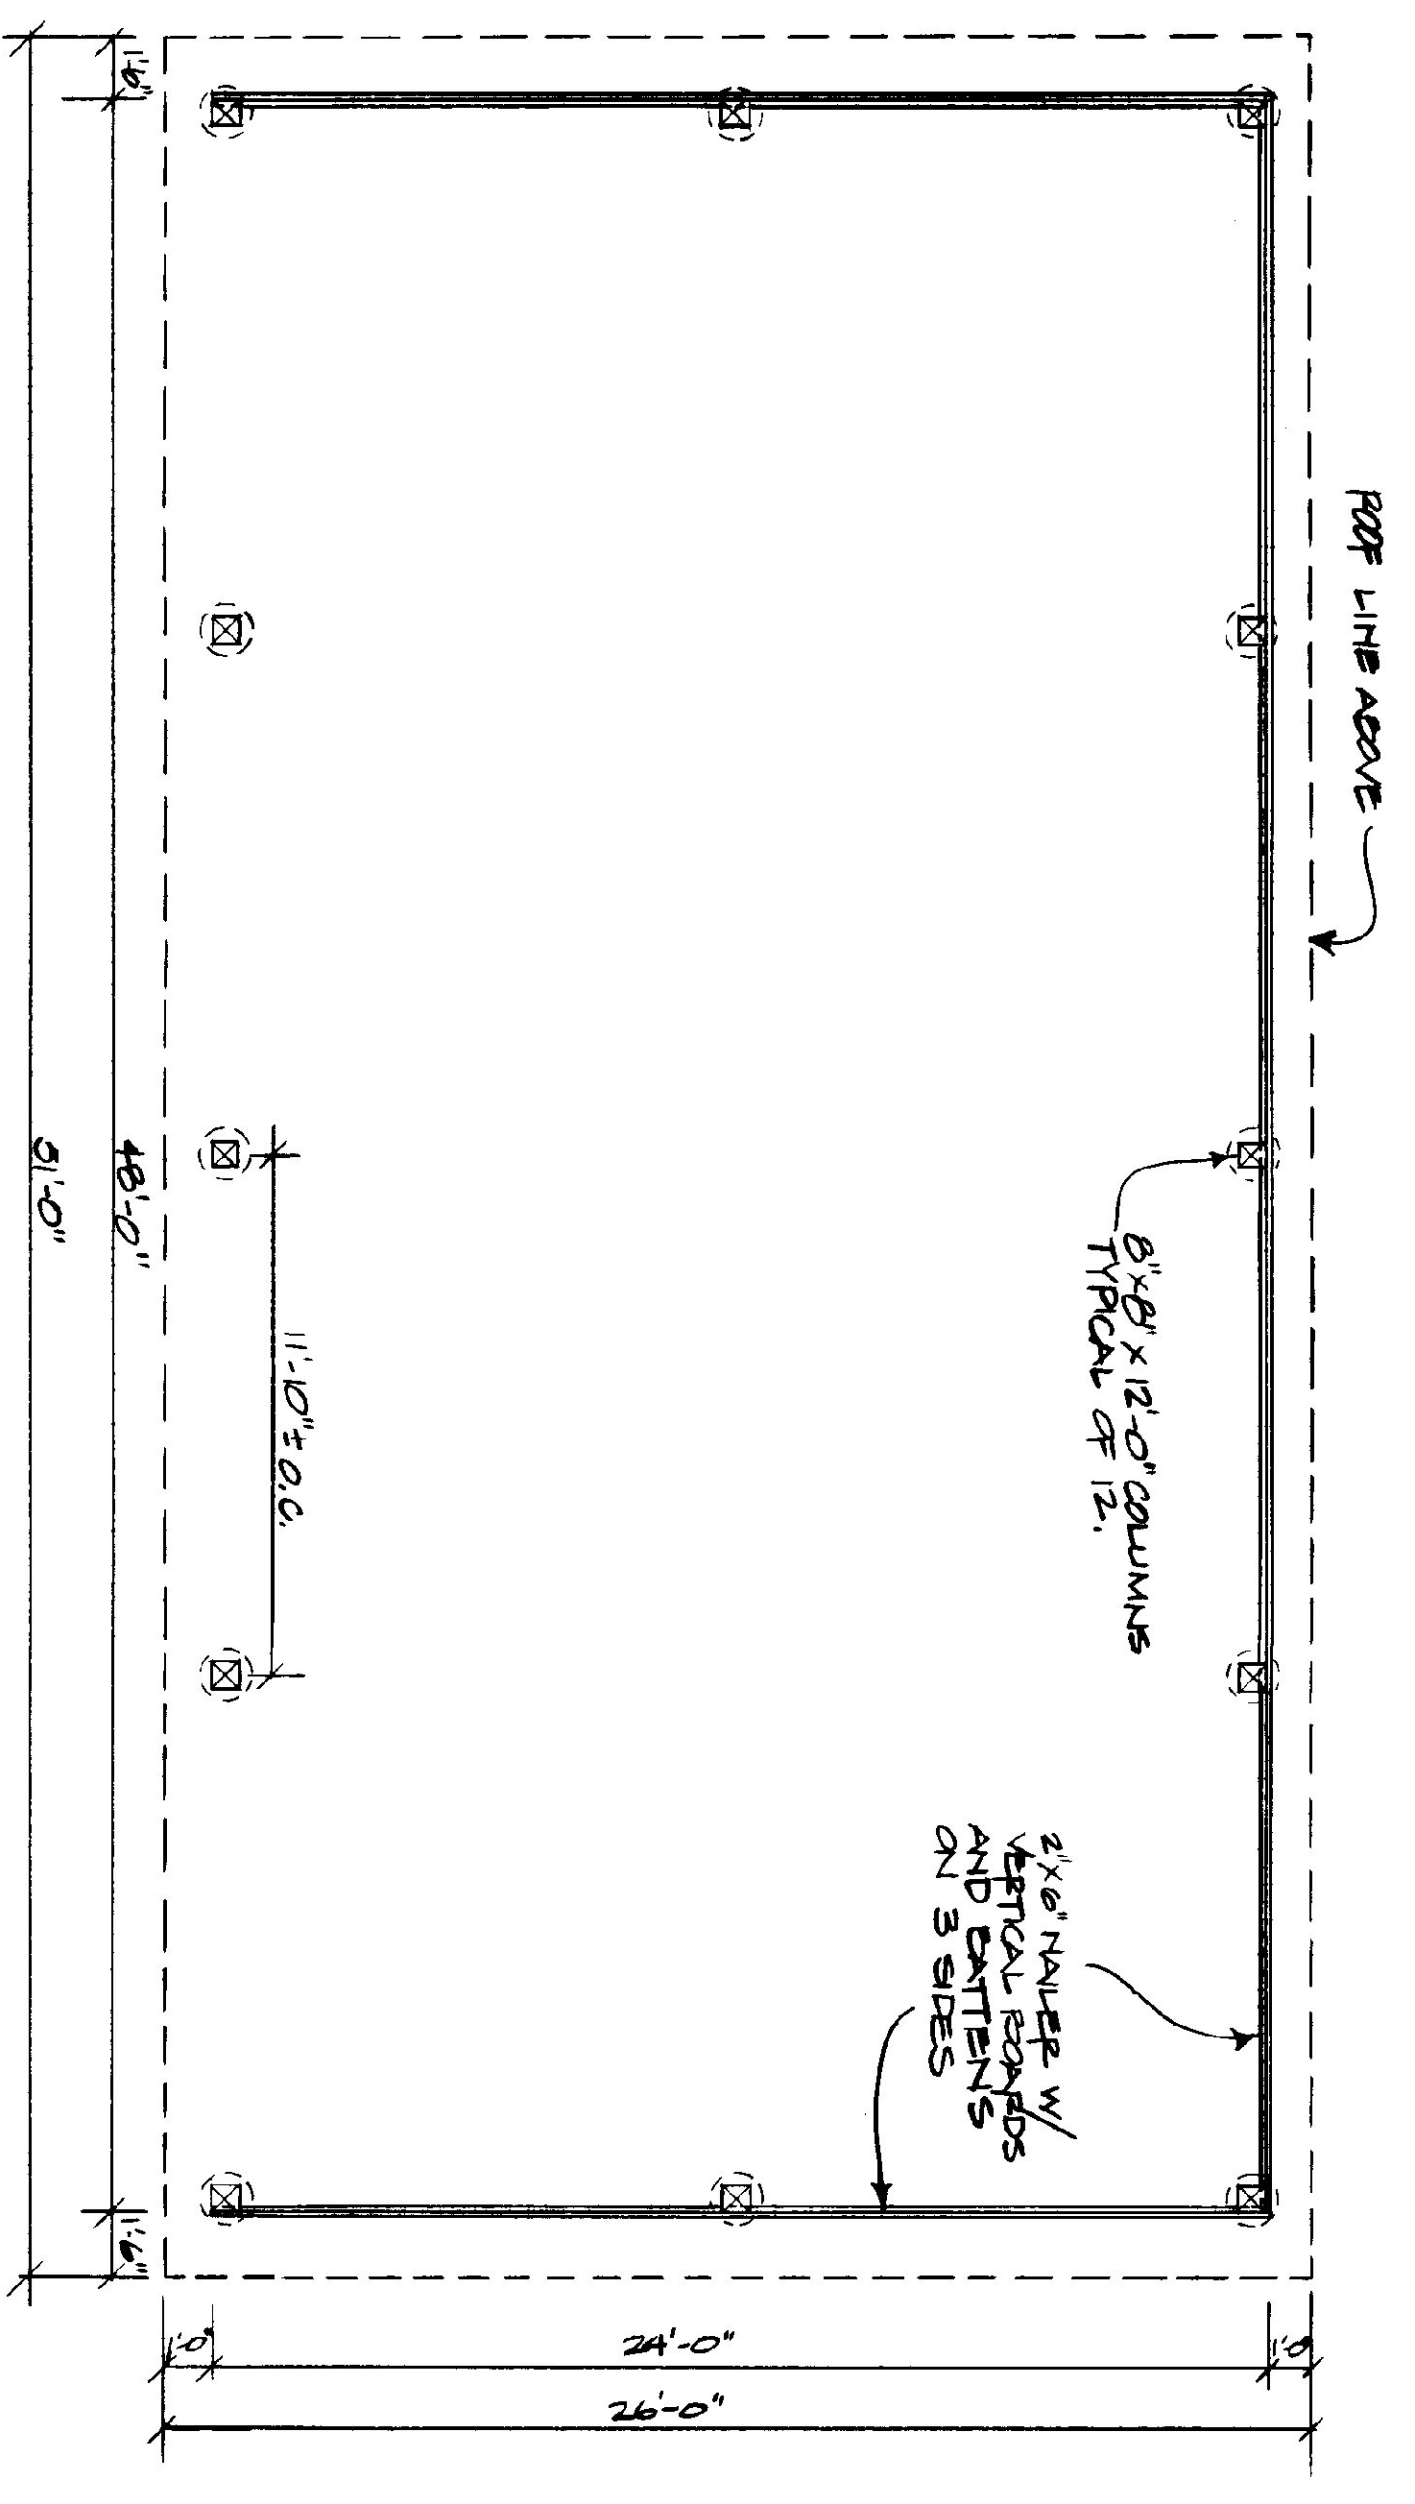 ROOF LINE ABOVE
8"x8" x 12'-0" COLUMNS
TYPICAL OF 12.
2"x6" NAILER W/
VERTICAL BOARDS
AND BATTENS
ON 3 SIDES
11'-10"± O.C.
1'-6"
48'-0"
1'-6"
51'-0"
1'-0"
24'-0"
1'-0"
26'-0"